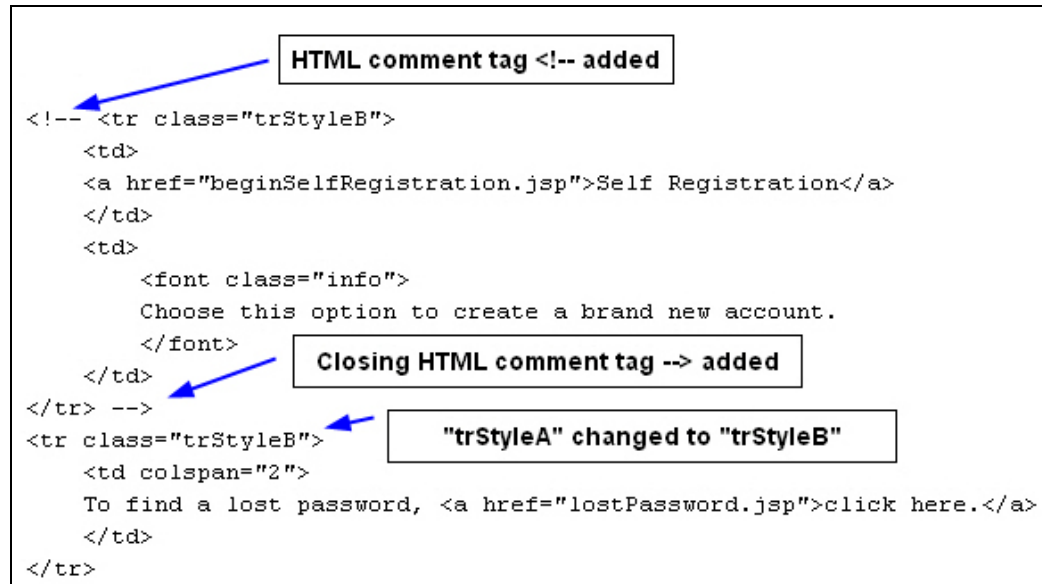 HTML comment tag <!-- added
<!-- <tr class="trStyleB">
<td>
<a href="beginSelfRegistration.jsp">Self Registration</a>
</td>
<td>
<font class="info">
Choose this option to create a brand new account.
</font>
Closing HTML comment tag --> added
</td>
</tr> -->
<tr class="trStyleB">
"trStyleA" changed to "trStyleB"
<td colspan="2">
To find a lost password, <a href="lostPassword.jsp">click here.</a>
</td>
</tr>